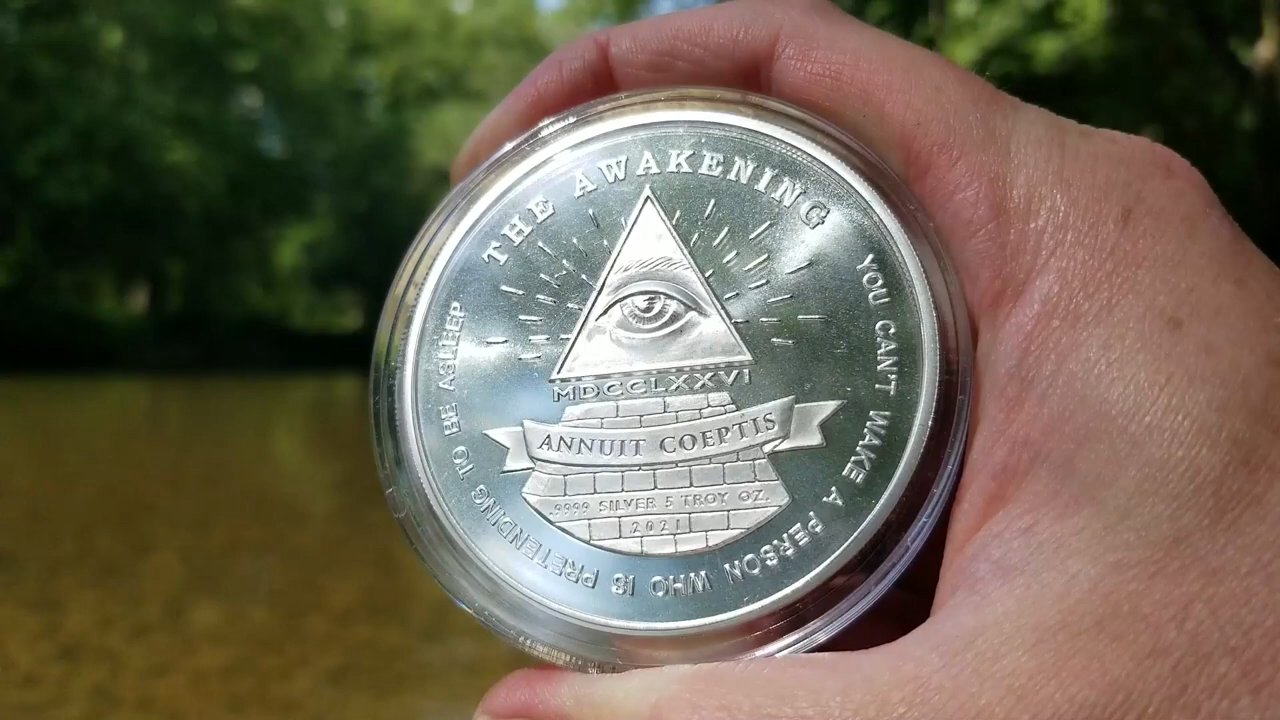 THE AWAKENING
YOU CAN'T WAKE A PERSON WHO IS PRETENDING TO BE ASLEEP
MDCCLXXVI
ANNUIT COEPTIS
.9999 SILVER 5 TROY OZ.
2021